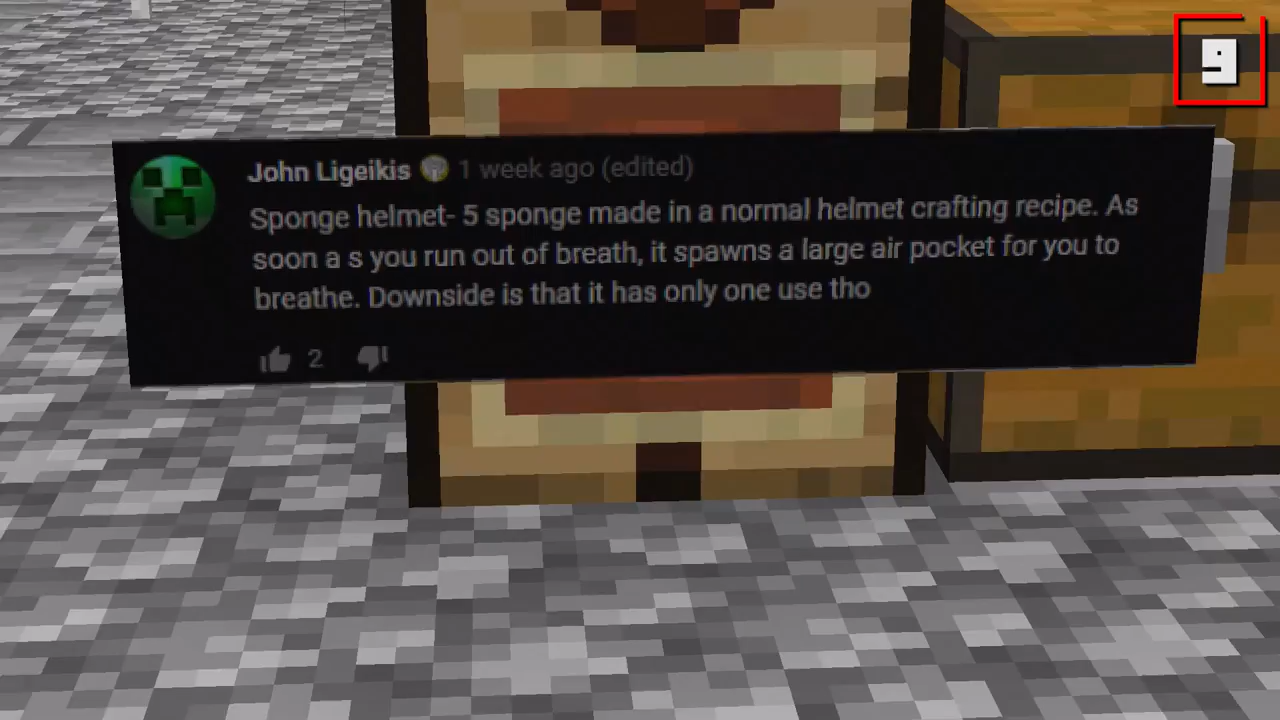 9
John Ligeikis 1 week ago (edited)
Sponge helmet- 5 sponge made in a normal helmet crafting recipe. As
soon a s you run out of breath, it spawns a large air pocket for you to
breathe. Downside is that it has only one use tho
2